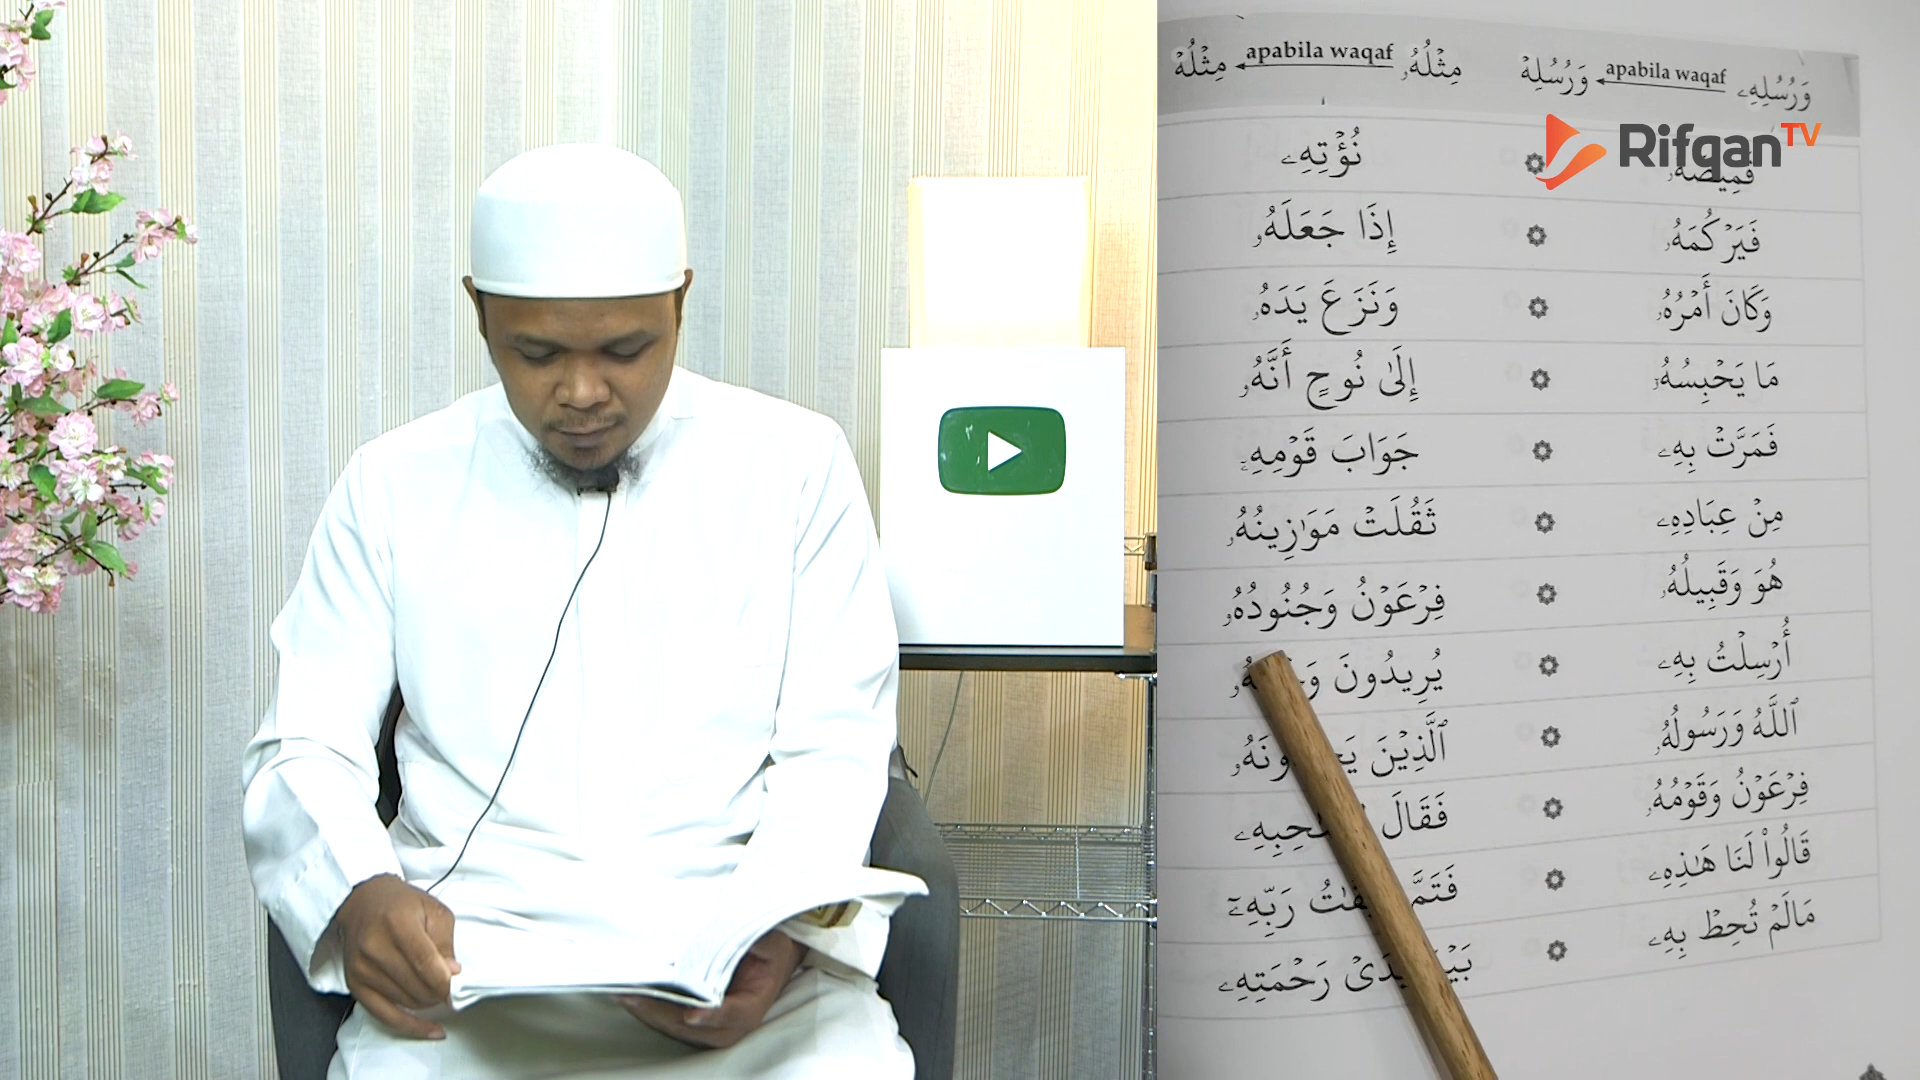 وَرُسُلِهِۦ apabila waqaf وَرُسُلِهْ مِثْلُهُۥ apabila waqaf مِثْلُهْ
Rifqan TV
قَمِيصَهُۥ ۞ نُؤْتِهِۦ
فَيَرْكُمَهُۥ ۞ إِذَا جَعَلَهُۥ
وَكَانَ أَمْرُهُۥ ۞ وَنَزَعَ يَدَهُۥ
مَا يَحْبِسُهُۥٓ ۞ إِلَىٰ نُوحٍ أَنَّهُۥ
فَمَرَّتْ بِهِۦ ۞ جَوَابَ قَوْمِهِۦ
مِنْ عِبَادِهِۦ ۞ ثَقُلَتْ مَوَٰزِينُهُۥ
هُوَ وَقَبِيلُهُۥ ۞ فِرْعَوْنُ وَجُنُودُهُۥ
أُرْسِلْتُ بِهِۦ ۞ يُرِيدُونَ
ٱللَّهُ وَرَسُولُهُۥ ۞ ٱلَّذِينَ
فِرْعَوْنُ وَقَوْمُهُۥ ۞ فَقَالَ
قَالُوا۟ لَنَا هَٰذِهِۦ ۞ رَبِّهِۦٓ
مَالَمْ تُحِطْ بِهِۦ ۞ رَحْمَتِهِۦ